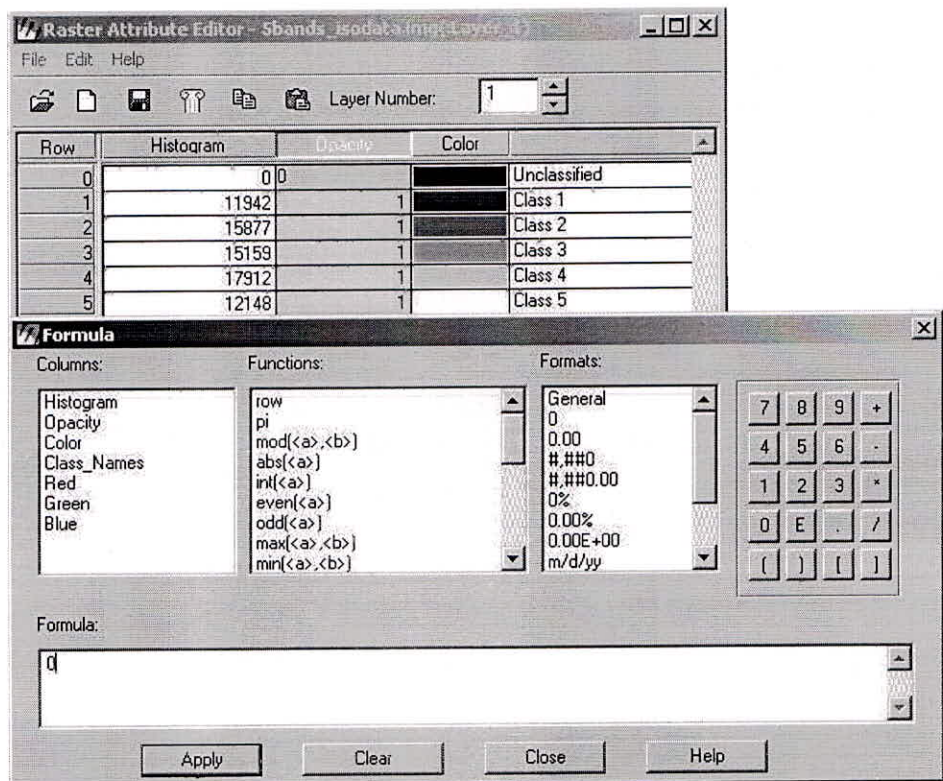 Raster Attribute Editor - 5bands_isodata.img(:Layer_1)
File Edit Help
Layer Number: 1
Row Histogram Opacity Color
0 0 0 Unclassified
1 11942 1 Class 1
2 15877 1 Class 2
3 15159 1 Class 3
4 17912 1 Class 4
5 12148 1 Class 5
Formula
Columns: Functions: Formats:
Histogram row General
Opacity pi 0
Color mod(<a>,<b>) 0.00
Class_Names abs(<a>) #,##0
Red int(<a>) #,##0.00
Green even(<a>) 0%
Blue odd(<a>) 0.00%
max(<a>,<b>) 0.00E+00
min(<a>,<b>) m/d/yy
7 8 9 +
4 5 6 -
1 2 3 *
0 E . /
( ) [ ]
Formula:
0
Apply Clear Close Help